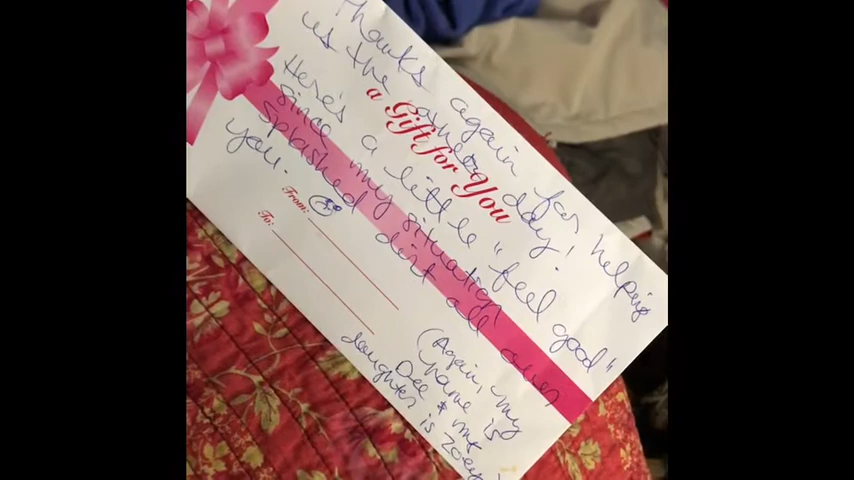 Thanks again for helping
us the other day!
Here's a little "feel good"
since my situation
splashed dirt all over
you.
a Gift for You
From:
To:
(Again, my
name is
Dee & my
daughter is Zoey)